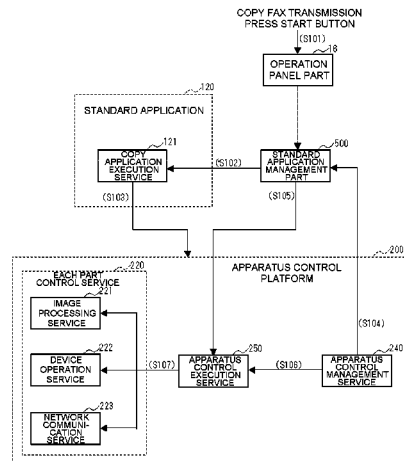 COPY FAX TRANSMISSION
PRESS START BUTTON
(S101)
16
OPERATION
PANEL PART
120
STANDARD APPLICATION
121
COPY
APPLICATION
EXECUTION
SERVICE
(S102)
500
STANDARD
APPLICATION
MANAGEMENT
PART
(S103)
(S105)
200
220
EACH PART
CONTROL SERVICE
APPARATUS CONTROL
PLATFORM
221
IMAGE
PROCESSING
SERVICE
(S104)
222
DEVICE
OPERATION
SERVICE
(S107)
250
APPARATUS
CONTROL
EXECUTION
SERVICE
(S106)
240
APPARATUS
CONTROL
MANAGEMENT
SERVICE
223
NETWORK
COMMUNI-
CATION
SERVICE